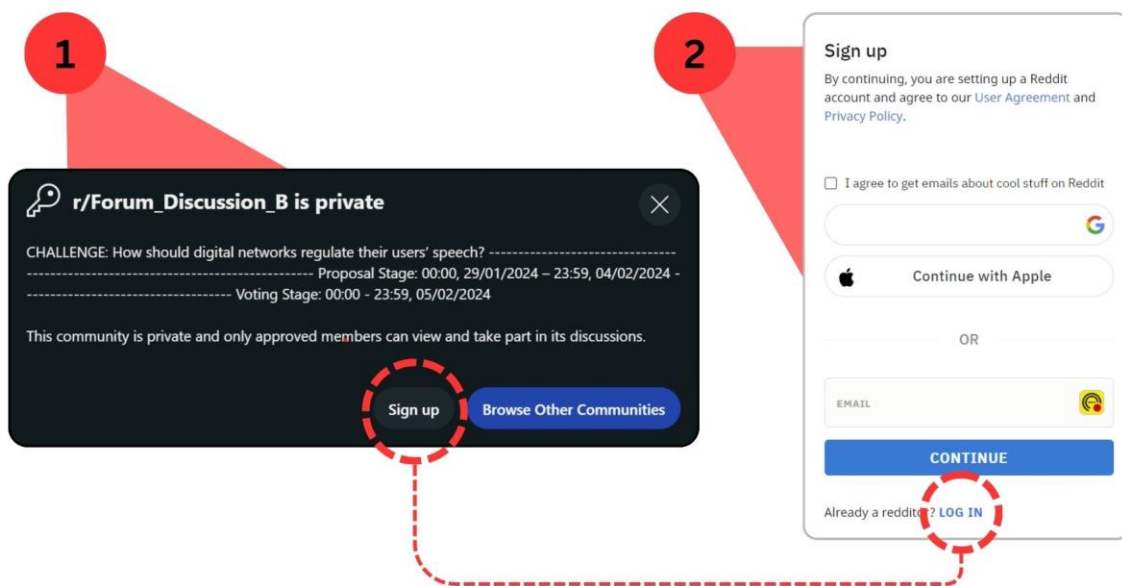 1
r/Forum_Discussion_B is private
CHALLENGE: How should digital networks regulate their users' speech? --------------------------------
------------------------------------------------- Proposal Stage: 00:00, 29/01/2024 – 23:59, 04/02/2024 -
----------------------------------- Voting Stage: 00:00 - 23:59, 05/02/2024
This community is private and only approved members can view and take part in its discussions.
Sign up
Browse Other Communities
2
Sign up
By continuing, you are setting up a Reddit
account and agree to our User Agreement and
Privacy Policy.
I agree to get emails about cool stuff on Reddit
G
Continue with Apple
OR
EMAIL
CONTINUE
Already a redditor? LOG IN